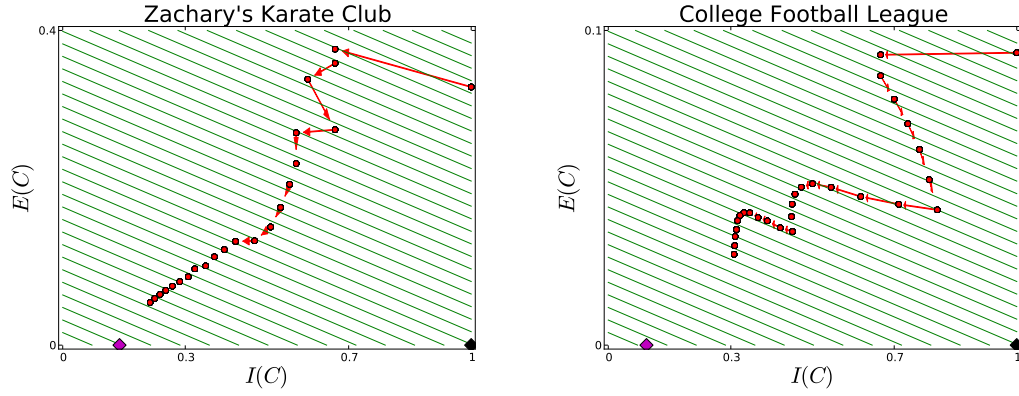 Zachary's Karate Club
0.4
E(C)
0
0
0.3
0.7
1
I(C)
College Football League
0.1
E(C)
0
0
0.3
0.7
1
I(C)